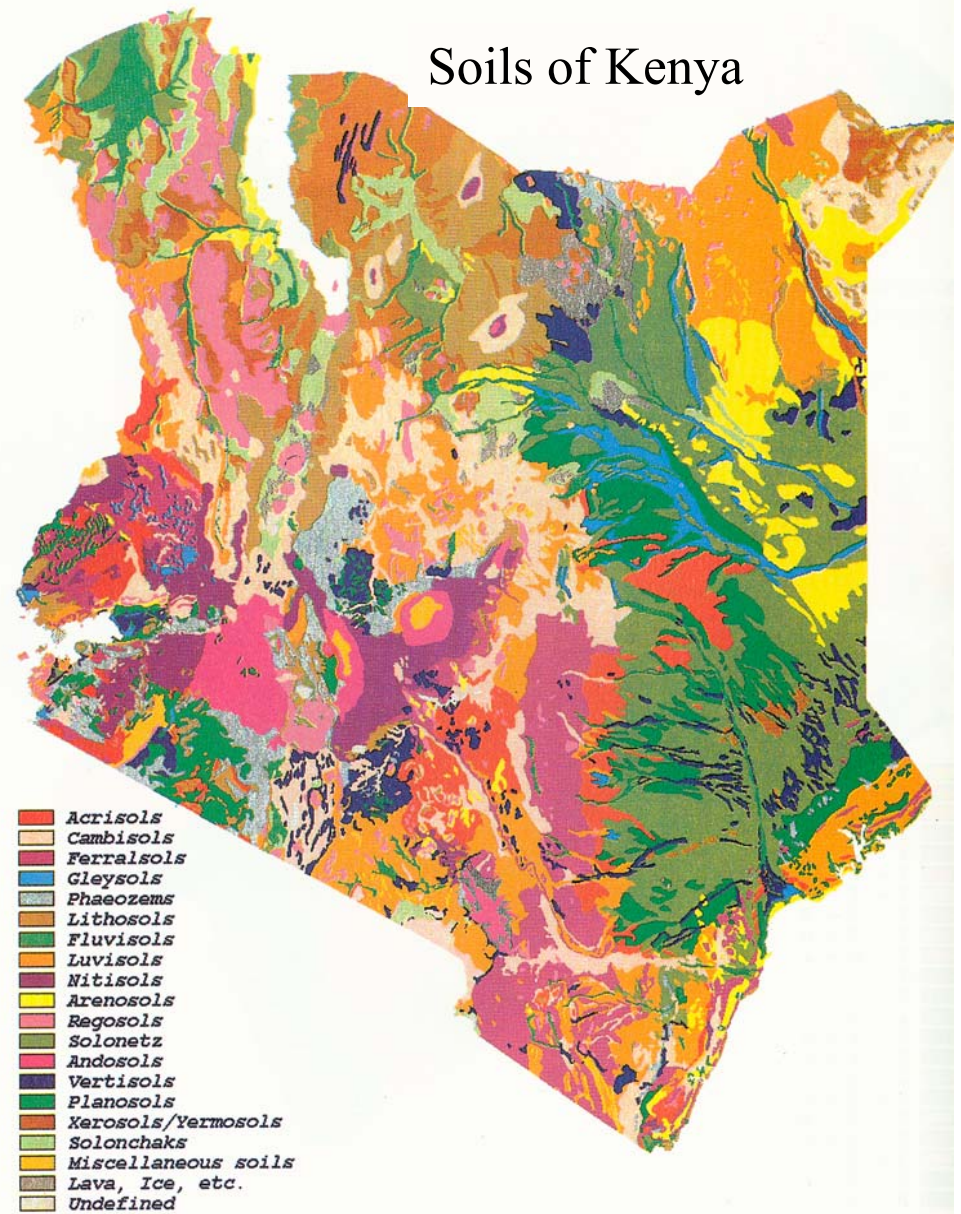 Soils of Kenya
Acrisols
Cambisols
Ferralsols
Gleysols
Phaeozems
Lithosols
Fluvisols
Luvisols
Nitisols
Arenosols
Regosols
Solonetz
Andosols
Vertisols
Planosols
Xerosols/Yermosols
Solonchaks
Miscellaneous soils
Lava, Ice, etc.
Undefined